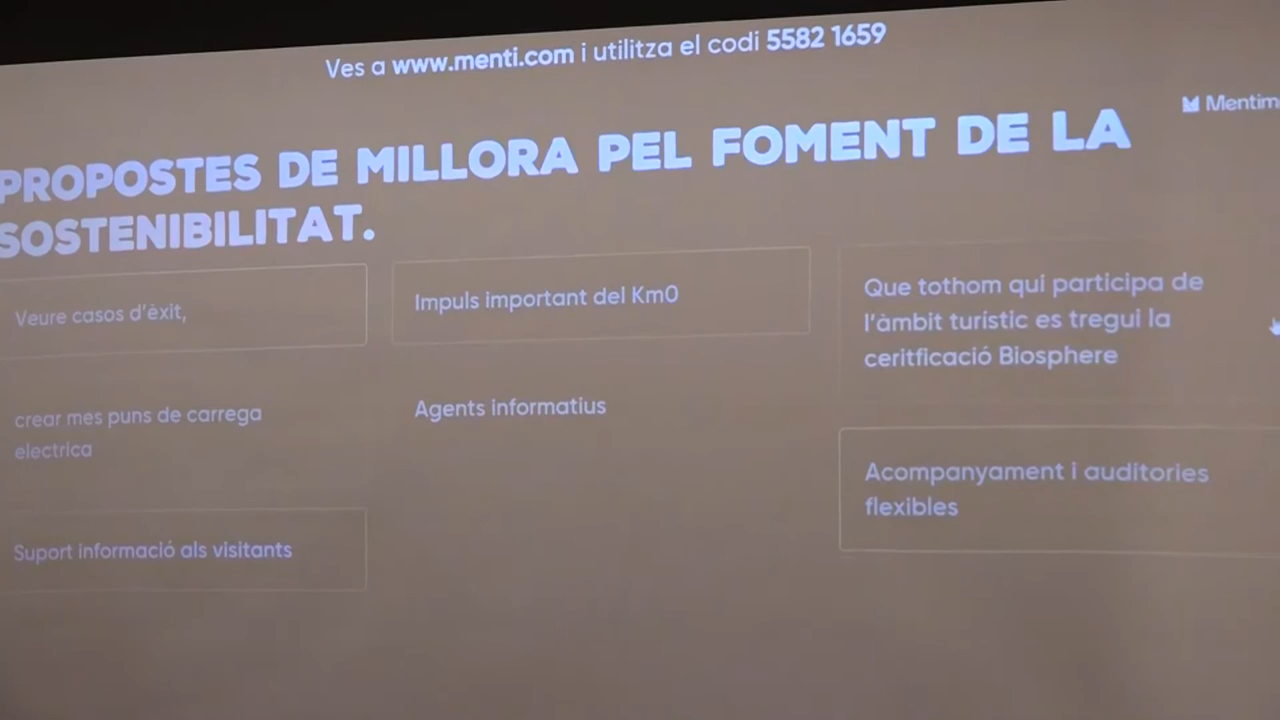 Ves a www.menti.com i utilitza el codi 5582 1659
Mentim
PROPOSTES DE MILLORA PEL FOMENT DE LA
SOSTENIBILITAT.
Veure casos d'èxit,
crear mes puns de carrega
electrica
Suport informació als visitants
Impuls important del Km0
Agents informatius
Que tothom qui participa de
l'àmbit turístic es tregui la
ceritficació Biosphere
Acompanyament i auditories
flexibles